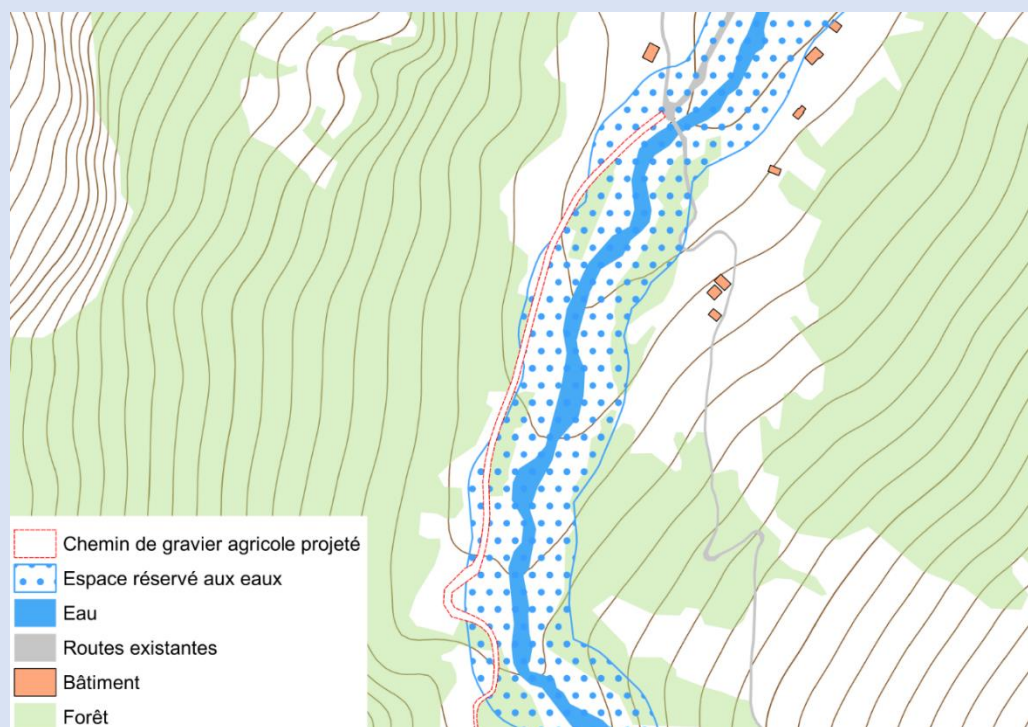 Chemin de gravier agricole projeté
Espace réservé aux eaux
Eau
Routes existantes
Bâtiment
Forêt